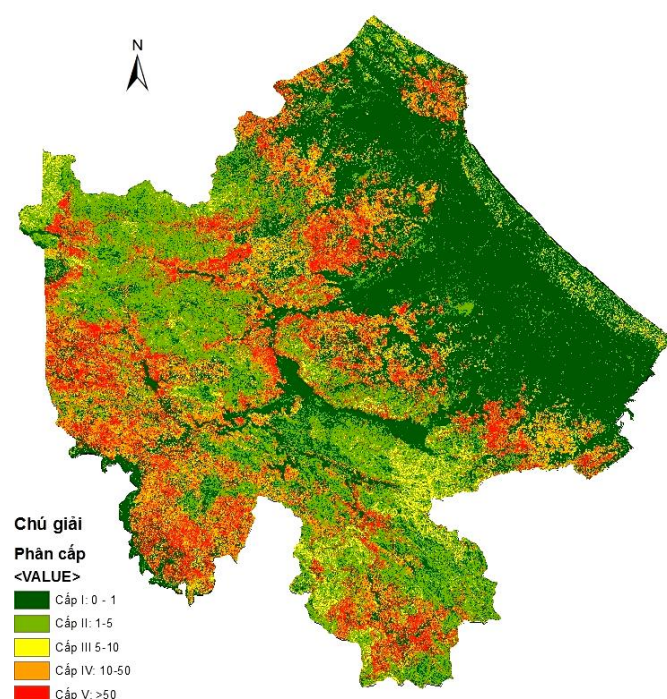 N
Chú giải
Phân cấp
<VALUE>
Cấp I: 0 - 1
Cấp II: 1-5
Cấp III 5-10
Cấp IV: 10-50
Cấp V: >50